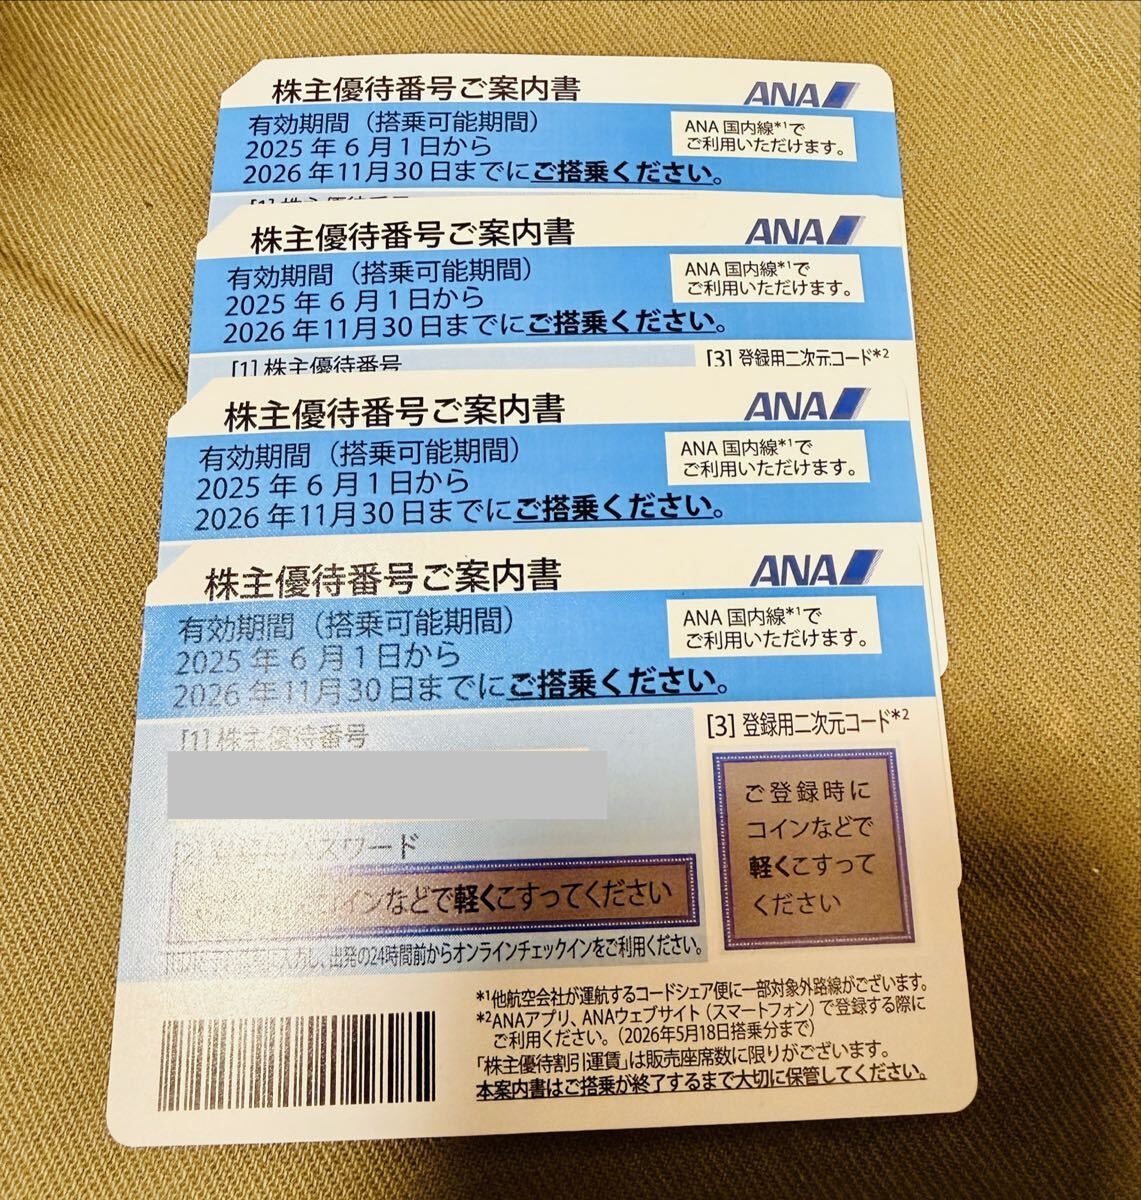 株主優待番号ご案内書
ANA
有効期間（搭乗可能期間）
2025年6月1日から
2026年11月30日までにご搭乗ください。
ANA国内線*1で
ご利用いただけます。
[1]株主優待番号
株主優待番号ご案内書
ANA
有効期間（搭乗可能期間）
2025年6月1日から
2026年11月30日までにご搭乗ください。
ANA国内線*1で
ご利用いただけます。
[1]株主優待番号
[3]登録用二次元コード*2
株主優待番号ご案内書
ANA
有効期間（搭乗可能期間）
2025年6月1日から
2026年11月30日までにご搭乗ください。
ANA国内線*1で
ご利用いただけます。
株主優待番号ご案内書
ANA
有効期間（搭乗可能期間）
2025年6月1日から
2026年11月30日までにご搭乗ください。
ANA国内線*1で
ご利用いただけます。
[1]株主優待番号
[3]登録用二次元コード*2
パスワード
コインなどで軽くこすってください
ご登録時に
コインなどで
軽くこすって
ください
入力し、出発の24時間前からオンラインチェックインをご利用ください。
*1他航空会社が運航するコードシェア便に一部対象外路線がございます。
*2ANAアプリ、ANAウェブサイト（スマートフォン）で登録する際に
ご利用ください。（2026年5月18日搭乗分まで）
「株主優待割引運賃」は販売座席数に限りがございます。
本案内書はご搭乗が終了するまで大切に保管してください。